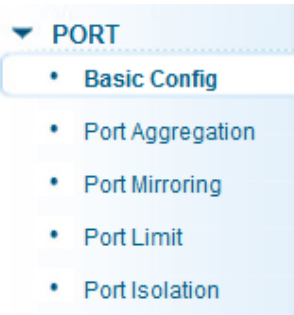 PORT
Basic Config
Port Aggregation
Port Mirroring
Port Limit
Port Isolation